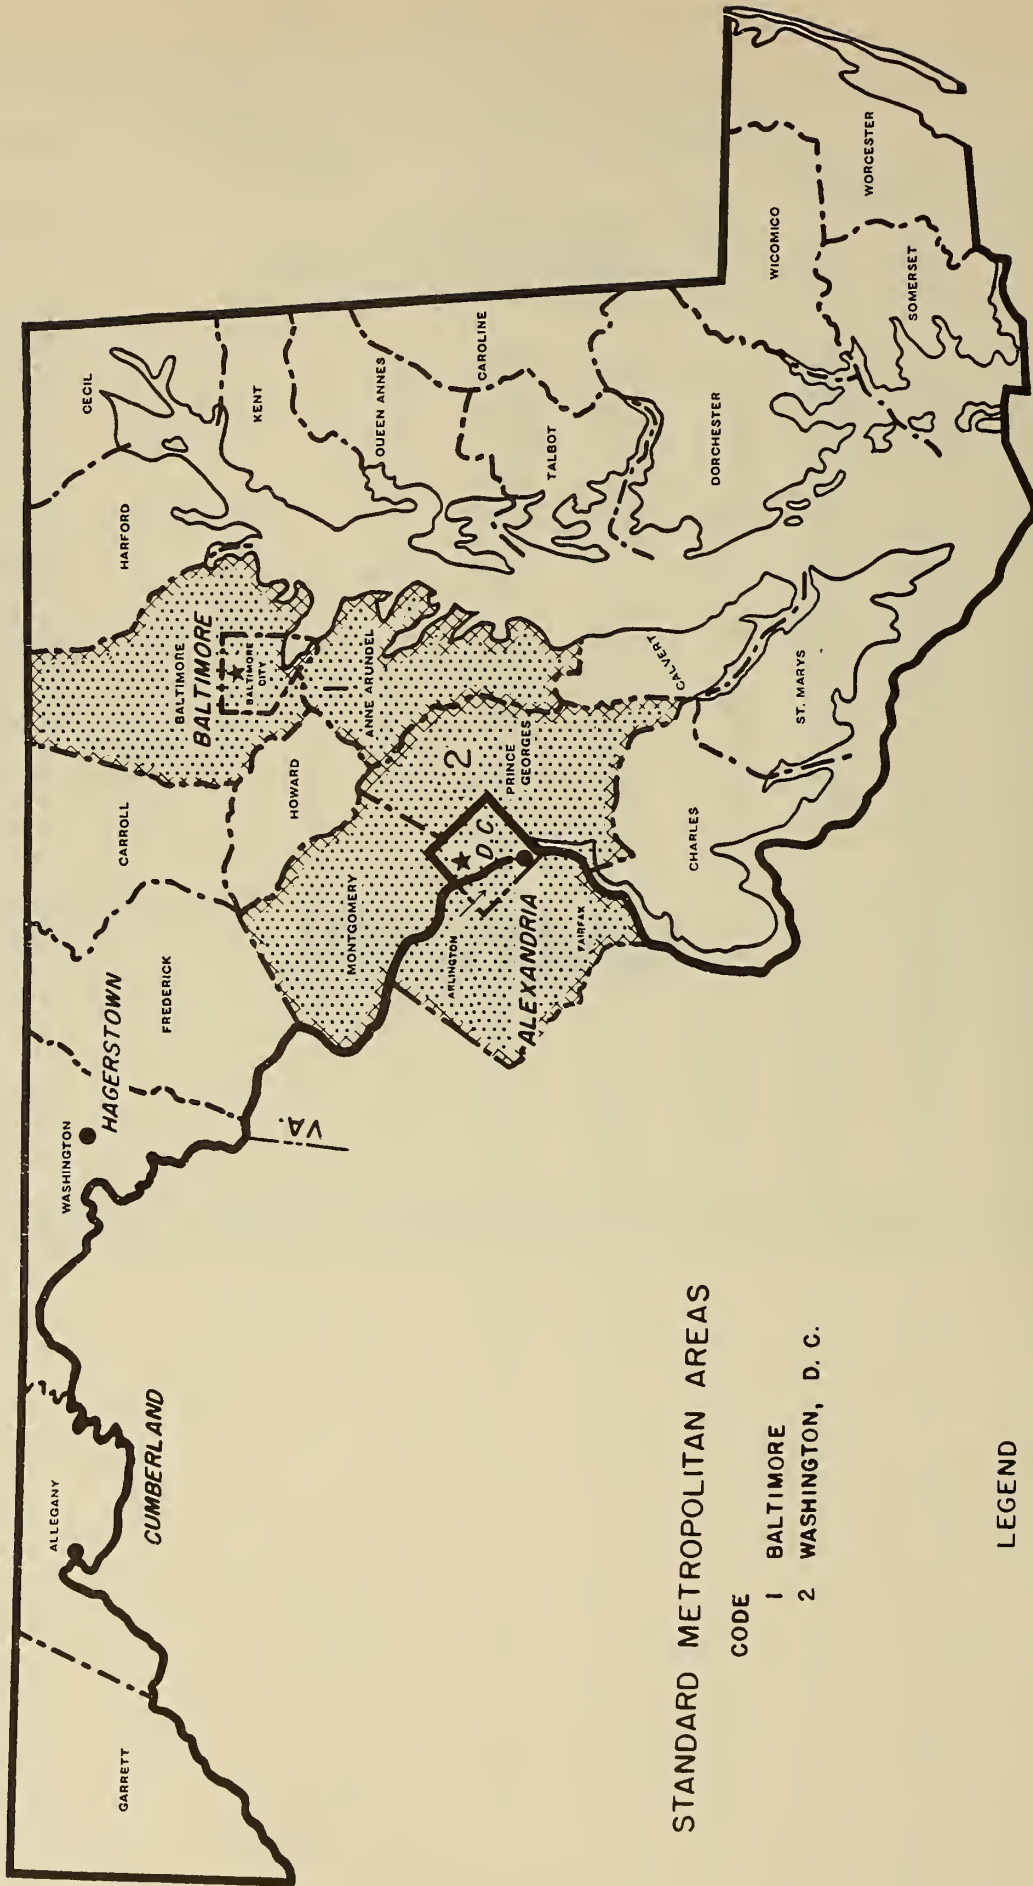 GARRETT
ALLEGANY
CUMBERLAND
WASHINGTON
HAGERSTOWN
FREDERICK
CARROLL
BALTIMORE
BALTIMORE
BALTIMORE
CITY
HARFORD
CECIL
KENT
QUEEN ANNES
CAROLINE
TALBOT
DORCHESTER
WICOMICO
WORCESTER
SOMERSET
HOWARD
1
ANNE ARUNDEL
MONTGOMERY
2
PRINCE
GEORGES
D. C.
ARLINGTON
ALEXANDRIA
FAIRFAX
VA.
CALVERT
CHARLES
ST. MARYS
STANDARD METROPOLITAN AREAS
CODE
1 BALTIMORE
2 WASHINGTON, D. C.
LEGEND